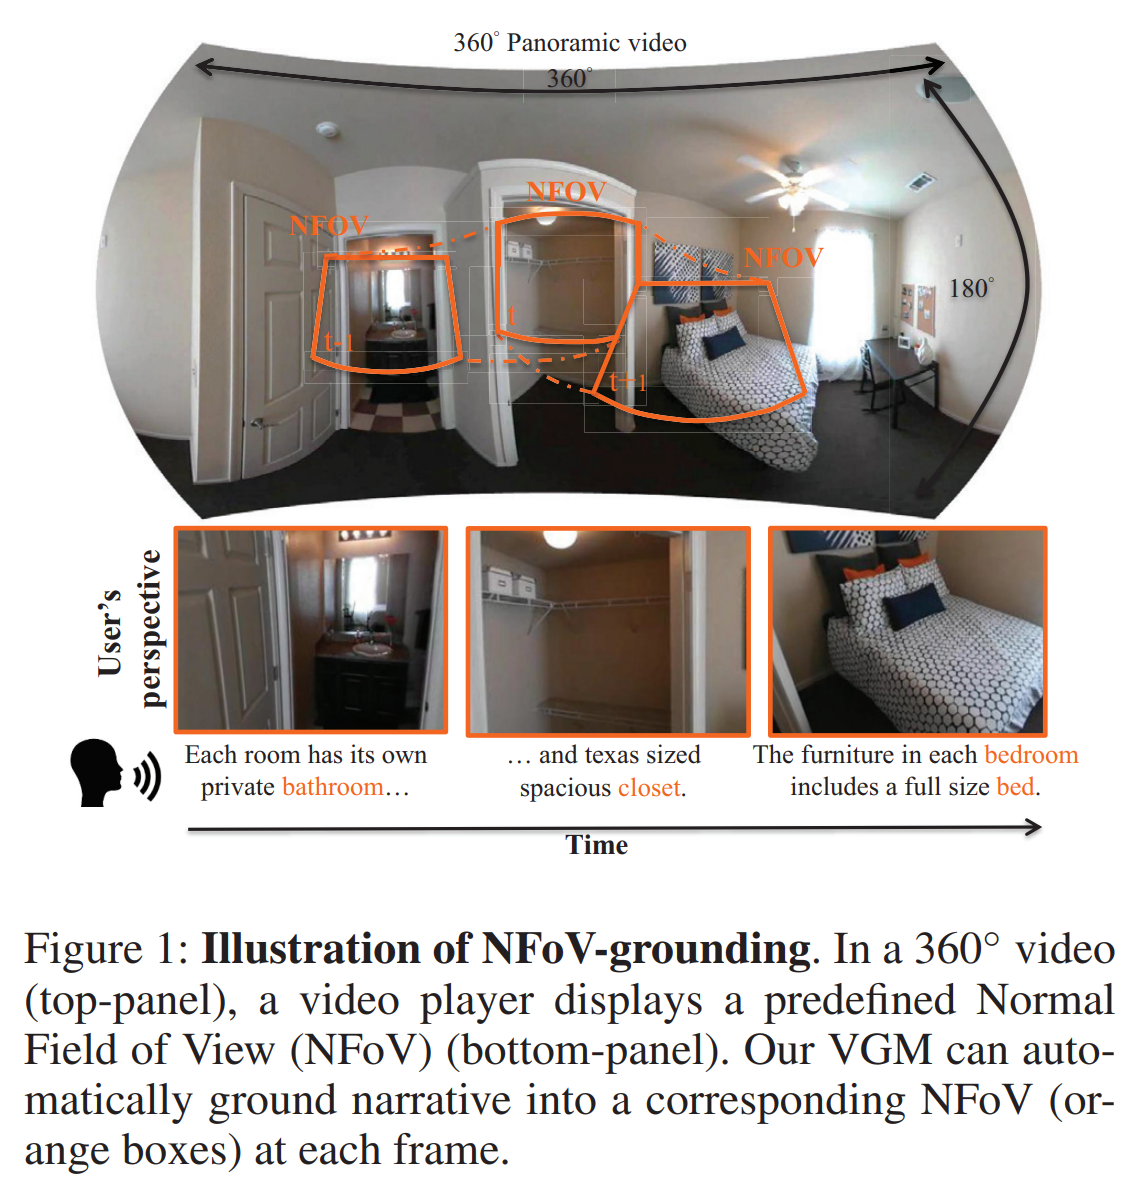 360° Panoramic video
360°
NFOV
NFOV
NFOV
180°
t-1
t
t+1
User's
perspective
Each room has its own
private bathroom…
… and texas sized
spacious closet.
The furniture in each bedroom
includes a full size bed.
Time
Figure 1: Illustration of NFoV-grounding. In a 360° video
(top-panel), a video player displays a predefined Normal
Field of View (NFoV) (bottom-panel). Our VGM can auto-
matically ground narrative into a corresponding NFoV (or-
ange boxes) at each frame.